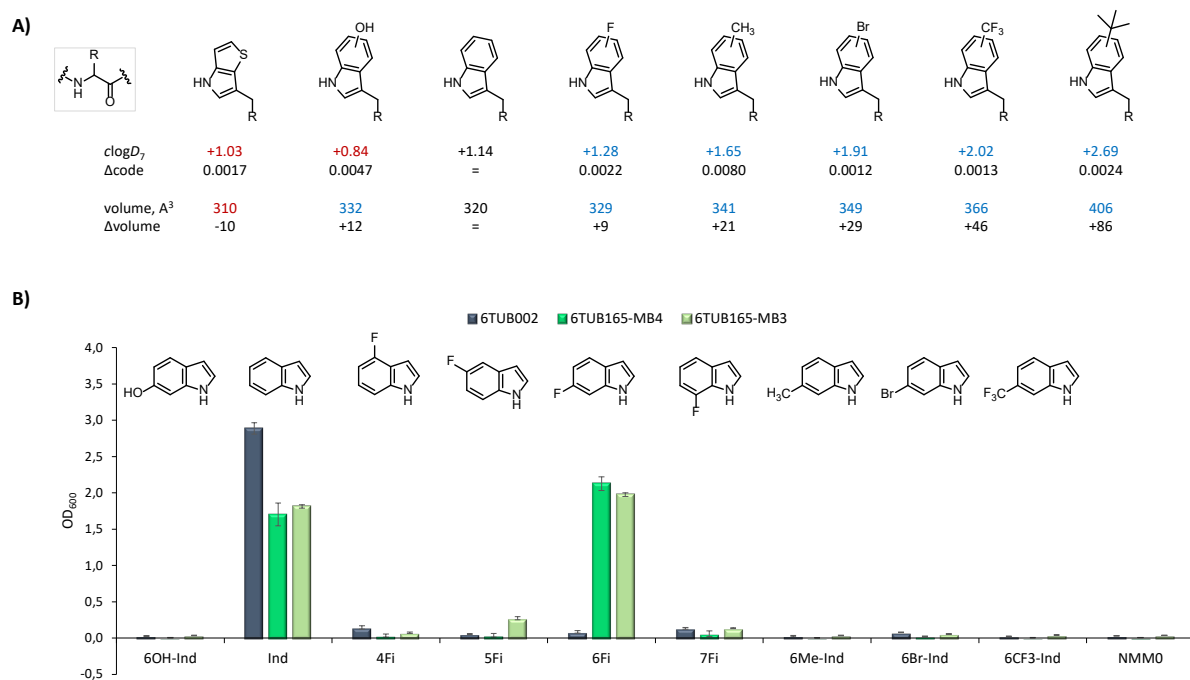 A)
R
N
H
O
S
HN
R
OH
HN
R
HN
R
F
HN
R
CH3
HN
R
Br
HN
R
CF3
HN
R
HN
R
clogD7 +1.03 +0.84 +1.14 +1.28 +1.65 +1.91 +2.02 +2.69
Δcode 0.0017 0.0047 = 0.0022 0.0080 0.0012 0.0013 0.0024
volume, A3 310 332 320 329 341 349 366 406
Δvolume -10 +12 = +9 +21 +29 +46 +86
B)
6TUB002 6TUB165-MB4 6TUB165-MB3
HO
N
H
N
H
F
N
H
F
N
H
F
N
H
F
N
H
H3C
N
H
Br
N
H
F3C
N
H
OD600
4,0
3,5
3,0
2,5
2,0
1,5
1,0
0,5
0,0
-0,5
6OH-Ind Ind 4Fi 5Fi 6Fi 7Fi 6Me-Ind 6Br-Ind 6CF3-Ind NMM0